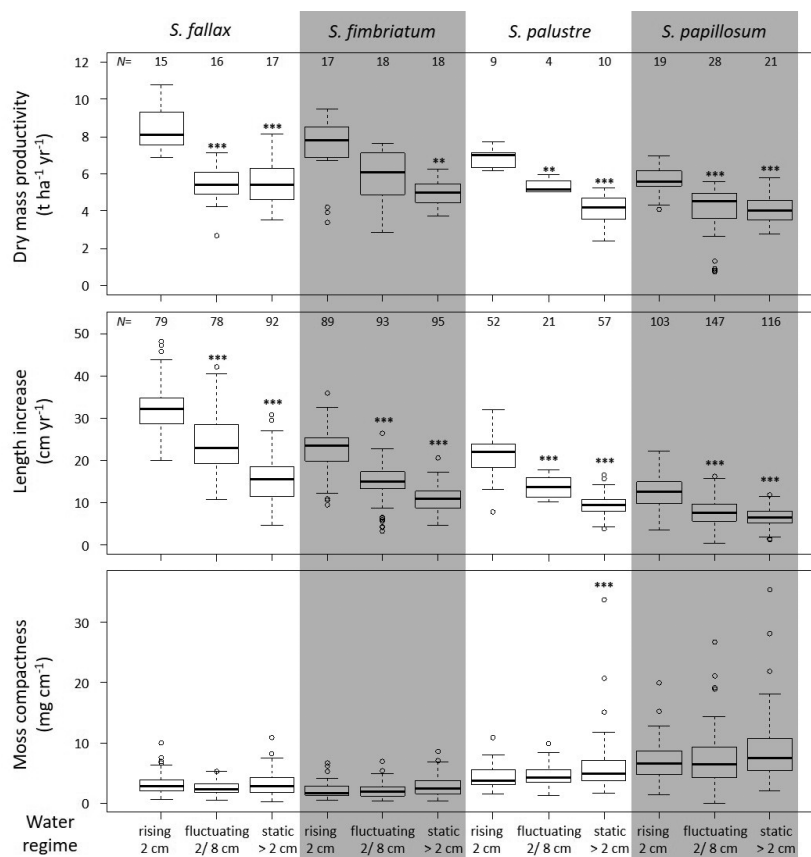 S. fallax S. fimbriatum S. palustre S. papillosum
N= 15 16 17 17 18 18 9 4 10 19 28 21
12
10
8
6
4
2
0
Dry mass productivity
(t ha-1 yr-1)
*** *** ** ** *** *** ***
N= 79 78 92 89 93 95 52 21 57 103 147 116
50
40
30
20
10
0
Length increase
(cm yr-1)
*** *** *** *** *** *** *** ***
30
20
10
0
Moss compactness
(mg cm-1)
***
Water
regime
rising fluctuating static rising fluctuating static rising fluctuating static rising fluctuating static
2 cm 2/ 8 cm > 2 cm 2 cm 2/ 8 cm > 2 cm 2 cm 2/ 8 cm > 2 cm 2 cm 2/ 8 cm > 2 cm